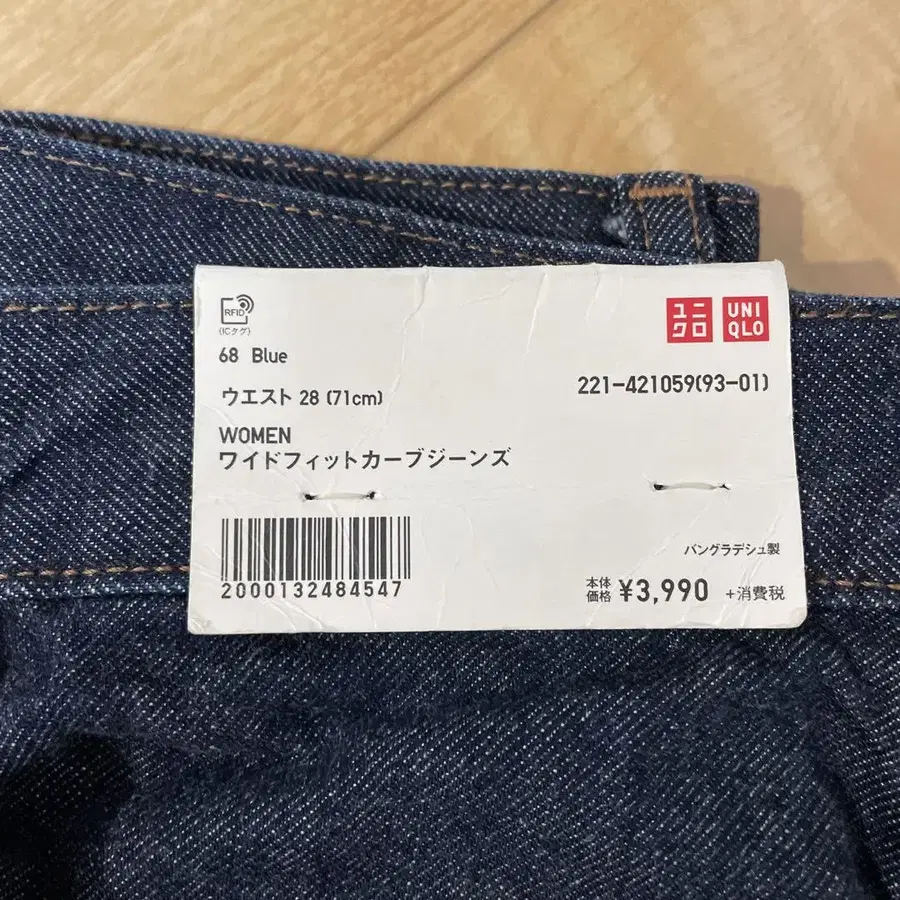 RFID
(ICタグ)
68 Blue
ウエスト 28 (71cm)
WOMEN
ワイドフィットカーブジーンズ
ユニ
クロ
UNI
QLO
221-421059(93-01)
2000132484547
バングラデシュ製
本体
価格 ¥3,990 +消費税